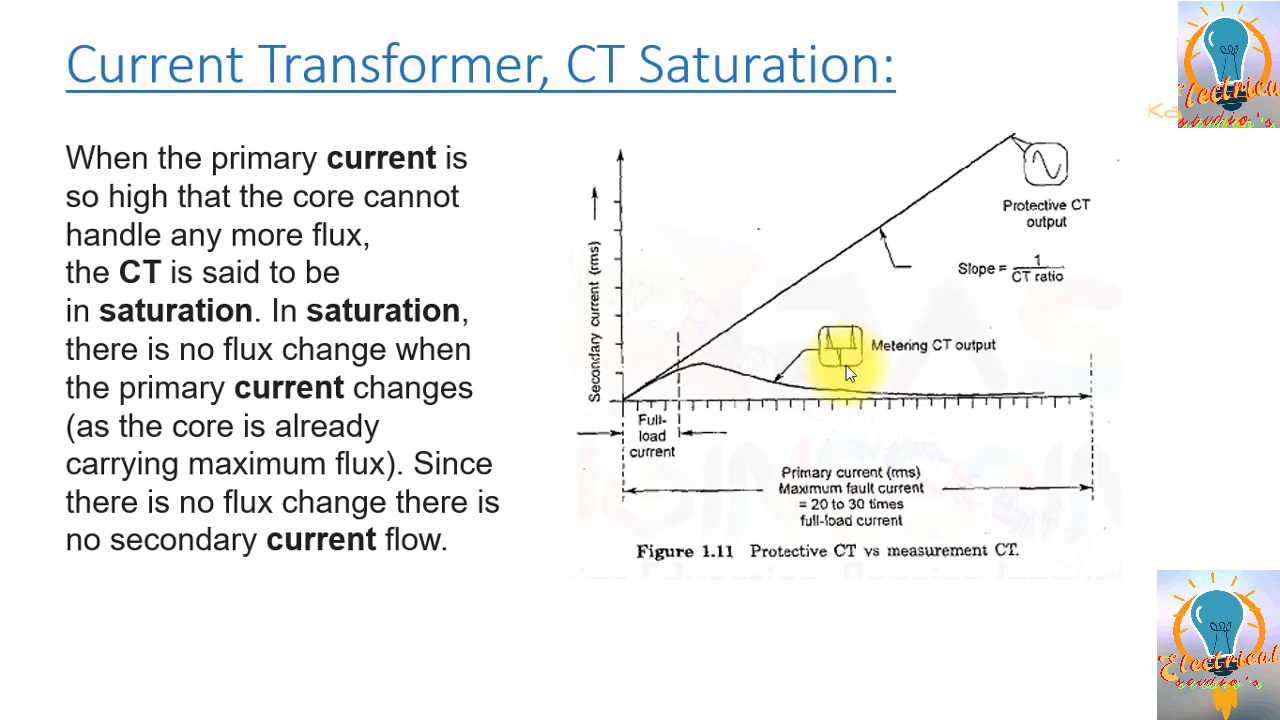 Current Transformer, CT Saturation:
When the primary current is
so high that the core cannot
handle any more flux,
the CT is said to be
in saturation. In saturation,
there is no flux change when
the primary current changes
(as the core is already
carrying maximum flux). Since
there is no flux change there is
no secondary current flow.
Secondary current (rms)
Protective CT
output
Slope = 1
CT ratio
Metering CT output
Full-
load
current
Primary current (rms)
Maximum fault current
= 20 to 30 times
full-load current
Figure 1.11 Protective CT vs measurement CT.
Electrical
studio's
Electrical
studio's